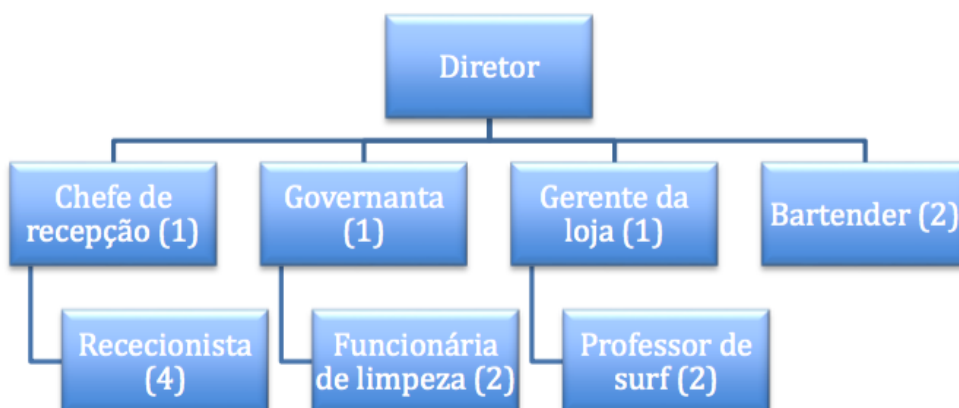 Diretor
Chefe de
recepção (1)
Governanta
(1)
Gerente da
loja (1)
Bartender (2)
Rececionista
(4)
Funcionária
de limpeza (2)
Professor de
surf (2)